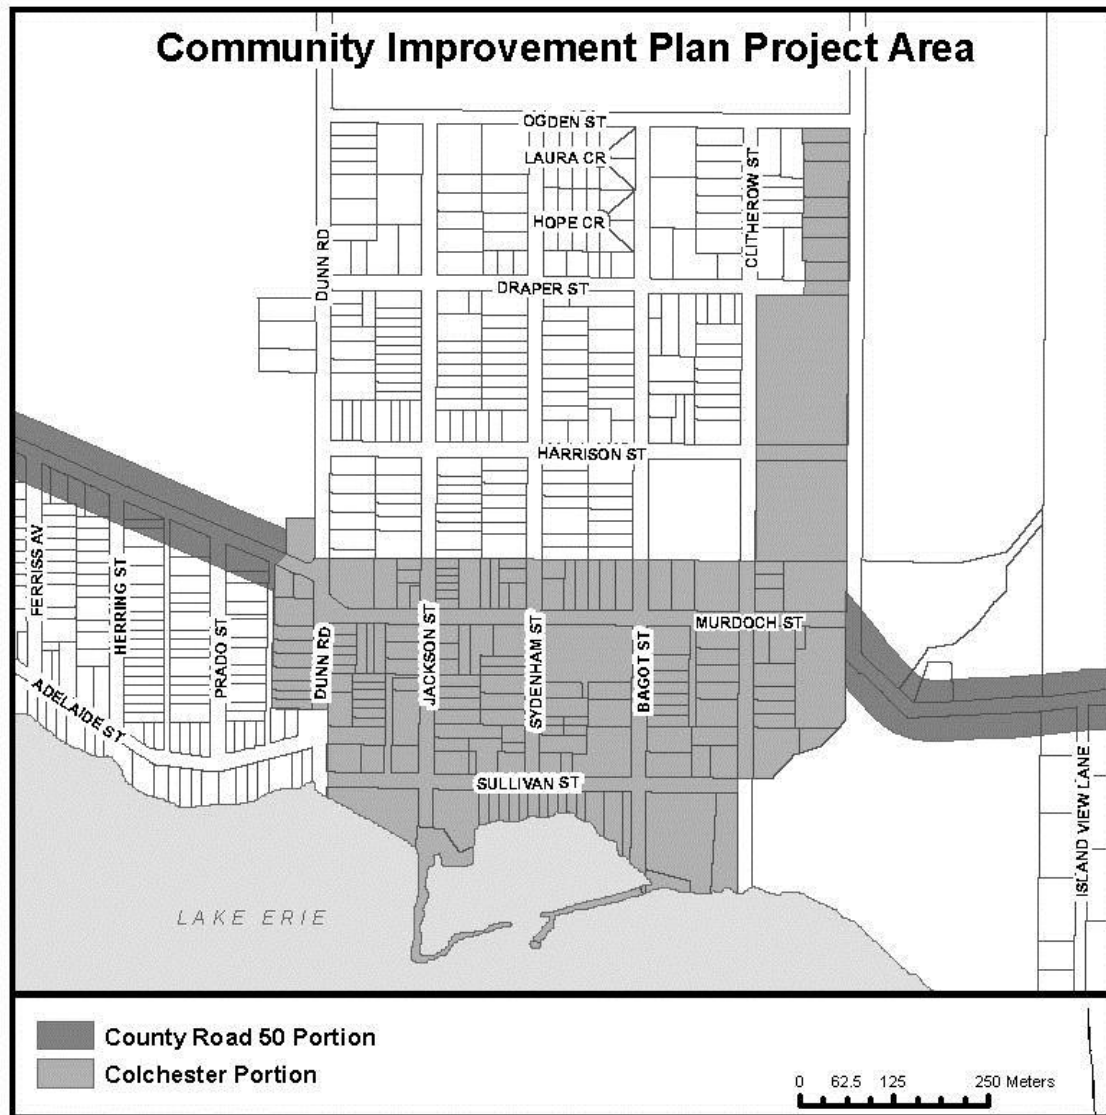 Community Improvement Plan Project Area
OGDEN ST
LAURA CR
CLITHEROW ST
HOPE CR
DUNN RD
DRAPER ST
HARRISON ST
FERRISS AV
HERRING ST
PRADO ST
DUNN RD
JACKSON ST
SYDENHAM ST
BAGOT ST
MURDOCH ST
ADELAIDE ST
SULLIVAN ST
ISLAND VIEW LANE
LAKE ERIE
County Road 50 Portion
Colchester Portion
0 62.5 125 250 Meters